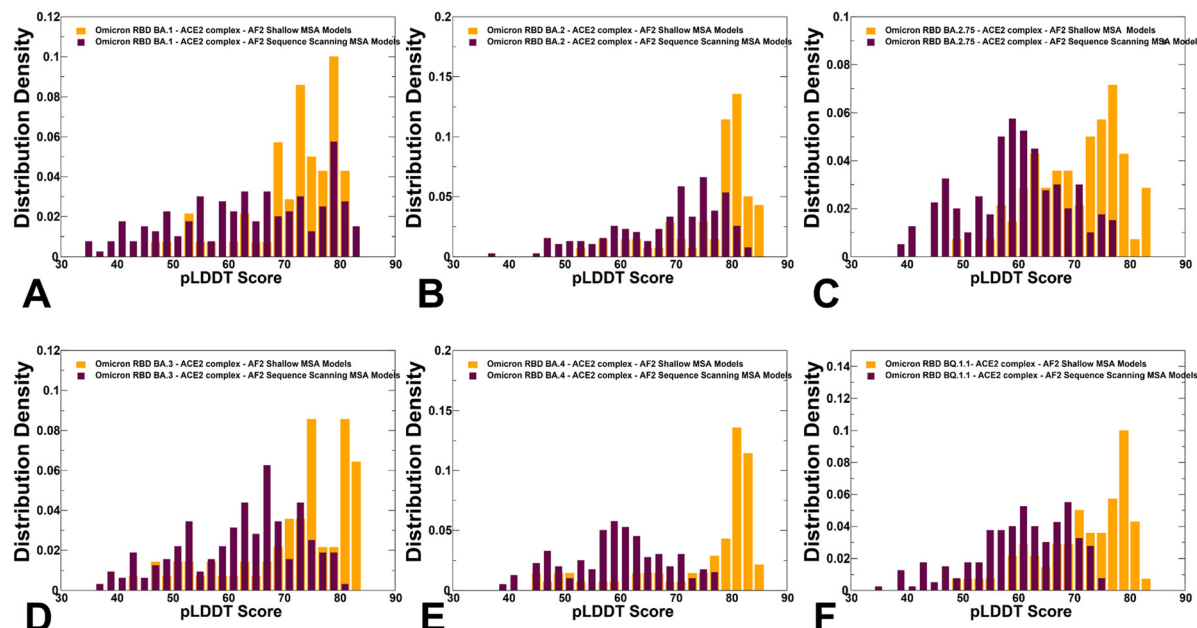 0.12
0.1
0.08
0.06
0.04
0.02
0
Distribution Density
Omicron RBD BA.1 - ACE2 complex - AF2 Shallow MSA Models
Omicron RBD BA.1 - ACE2 complex - AF2 Sequence Scanning MSA Models
30 40 50 60 70 80 90
pLDDT Score
A
0.2
0.15
0.1
0.05
0
Distribution Density
Omicron RBD BA.2 - ACE2 complex - AF2 Shallow MSA Models
Omicron RBD BA.2 - ACE2 complex - AF2 Sequence Scanning MSA Models
30 40 50 60 70 80 90
pLDDT Score
B
0.1
0.08
0.06
0.04
0.02
0
Distribution Density
Omicron RBD BA.2.75 - ACE2 complex - AF2 Shallow MSA Models
Omicron RBD BA.2.75 - ACE2 complex - AF2 Sequence Scanning MSA Models
30 40 50 60 70 80 90
pLDDT Score
C
0.12
0.1
0.08
0.06
0.04
0.02
0
Distribution Density
Omicron RBD BA.3 - ACE2 complex - AF2 Shallow MSA Models
Omicron RBD BA.3 - ACE2 complex - AF2 Sequence Scanning MSA Models
30 40 50 60 70 80 90
pLDDT Score
D
0.2
0.15
0.1
0.05
0
Distribution Density
Omicron RBD BA.4 - ACE2 complex - AF2 Shallow MSA Models
Omicron RBD BA.4 - ACE2 complex - AF2 Sequence Scanning MSA Models
30 40 50 60 70 80 90
pLDDT Score
E
0.14
0.12
0.1
0.08
0.06
0.04
0.02
0
Distribution Density
Omicron RBD BQ.1.1- ACE2 complex - AF2 Shallow MSA Models
Omicron RBD BQ.1.1- ACE2 complex - AF2 Sequence Scanning MSA Models
30 40 50 60 70 80 90
pLDDT Score
F